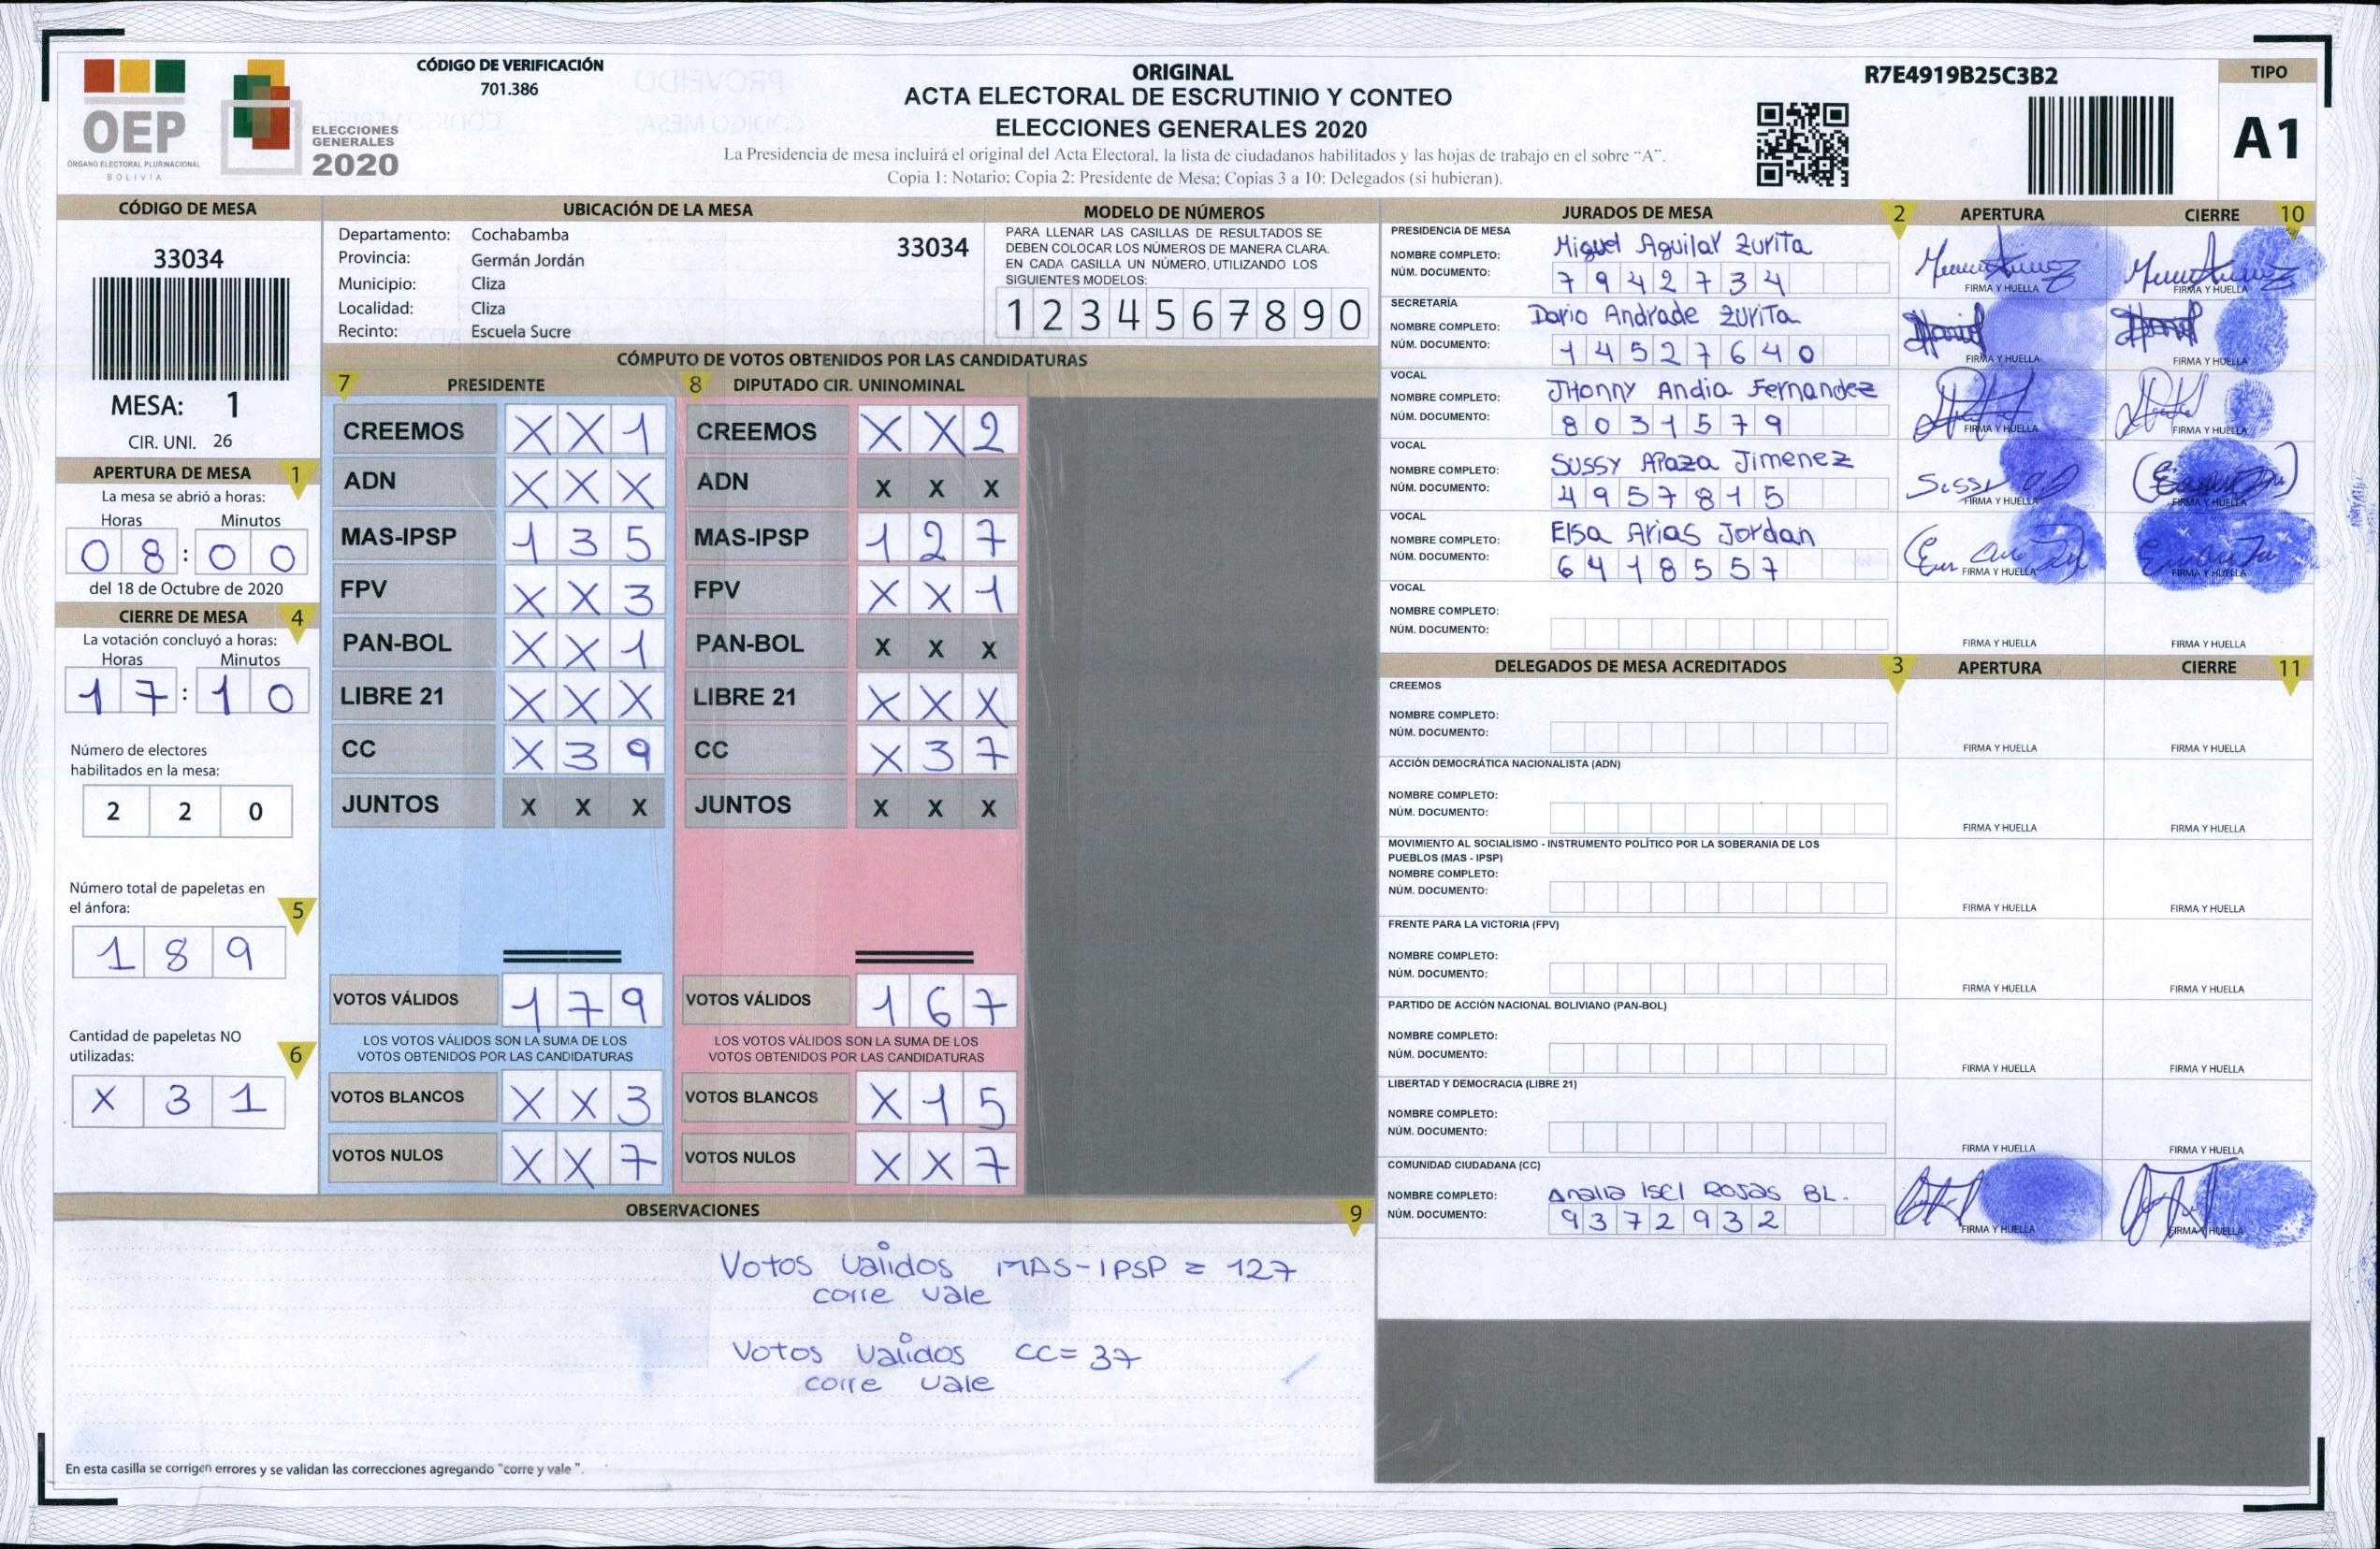 OEP
ÓRGANO ELECTORAL PLURINACIONAL
BOLIVIA
ELECCIONES
GENERALES
2020
CÓDIGO DE VERIFICACIÓN
701.386
ORIGINAL
ACTA ELECTORAL DE ESCRUTINIO Y CONTEO
ELECCIONES GENERALES 2020
La Presidencia de mesa incluirá el original del Acta Electoral, la lista de ciudadanos habilitados y las hojas de trabajo en el sobre “A”.
Copia 1: Notario; Copia 2: Presidente de Mesa; Copias 3 a 10: Delegados (si hubieran).
R7E4919B25C3B2
TIPO
A1
CÓDIGO DE MESA
33034
MESA: 1
CIR. UNI. 26
APERTURA DE MESA 1
La mesa se abrió a horas:
Horas Minutos
08:00
del 18 de Octubre de 2020
CIERRE DE MESA 4
La votación concluyó a horas:
Horas Minutos
17:10
Número de electores
habilitados en la mesa:
2 2 0
Número total de papeletas en
el ánfora: 5
1 8 9
Cantidad de papeletas NO
utilizadas: 6
X 3 1
UBICACIÓN DE LA MESA
Departamento: Cochabamba 33034
Provincia: Germán Jordán
Municipio: Cliza
Localidad: Cliza
Recinto: Escuela Sucre
MODELO DE NÚMEROS
PARA LLENAR LAS CASILLAS DE RESULTADOS SE
DEBEN COLOCAR LOS NÚMEROS DE MANERA CLARA.
EN CADA CASILLA UN NÚMERO, UTILIZANDO LOS
SIGUIENTES MODELOS:
1 2 3 4 5 6 7 8 9 0
CÓMPUTO DE VOTOS OBTENIDOS POR LAS CANDIDATURAS
7 PRESIDENTE 8 DIPUTADO CIR. UNINOMINAL
CREEMOS X X 1 CREEMOS X X 2
ADN X X X ADN X X X
MAS-IPSP 1 3 5 MAS-IPSP 1 2 7
FPV X X 3 FPV X X 1
PAN-BOL X X 1 PAN-BOL X X X
LIBRE 21 X X X LIBRE 21 X X X
CC X 3 9 CC X 3 7
JUNTOS X X X JUNTOS X X X
VOTOS VÁLIDOS 1 7 9 VOTOS VÁLIDOS 1 6 7
LOS VOTOS VÁLIDOS SON LA SUMA DE LOS LOS VOTOS VÁLIDOS SON LA SUMA DE LOS
VOTOS OBTENIDOS POR LAS CANDIDATURAS VOTOS OBTENIDOS POR LAS CANDIDATURAS
VOTOS BLANCOS X X 3 VOTOS BLANCOS X 1 5
VOTOS NULOS X X 7 VOTOS NULOS X X 7
OBSERVACIONES 9
Votos Validos MAS-IPSP = 127
corre vale
Votos Validos CC= 37
corre vale
En esta casilla se corrigen errores y se validan las correcciones agregando "corre y vale ".
JURADOS DE MESA 2 APERTURA CIERRE 10
PRESIDENCIA DE MESA
NOMBRE COMPLETO: Miguel Aguilar Zurita
NÚM. DOCUMENTO: 7942734
FIRMA Y HUELLA FIRMA Y HUELLA
SECRETARÍA
NOMBRE COMPLETO: Dario Andrade Zurita
NÚM. DOCUMENTO: 14527640
FIRMA Y HUELLA FIRMA Y HUELLA
VOCAL
NOMBRE COMPLETO: JHonny Andia Fernandez
NÚM. DOCUMENTO: 8031579
FIRMA Y HUELLA FIRMA Y HUELLA
VOCAL
NOMBRE COMPLETO: SUSSY APaza Jimenez
NÚM. DOCUMENTO: 4957815
FIRMA Y HUELLA FIRMA Y HUELLA
VOCAL
NOMBRE COMPLETO: Elsa Arias Jordan
NÚM. DOCUMENTO: 6418557
FIRMA Y HUELLA FIRMA Y HUELLA
VOCAL
NOMBRE COMPLETO:
NÚM. DOCUMENTO:
FIRMA Y HUELLA FIRMA Y HUELLA
DELEGADOS DE MESA ACREDITADOS 3 APERTURA CIERRE 11
CREEMOS
NOMBRE COMPLETO:
NÚM. DOCUMENTO:
FIRMA Y HUELLA FIRMA Y HUELLA
ACCIÓN DEMOCRÁTICA NACIONALISTA (ADN)
NOMBRE COMPLETO:
NÚM. DOCUMENTO:
FIRMA Y HUELLA FIRMA Y HUELLA
MOVIMIENTO AL SOCIALISMO - INSTRUMENTO POLÍTICO POR LA SOBERANIA DE LOS
PUEBLOS (MAS - IPSP)
NOMBRE COMPLETO:
NÚM. DOCUMENTO:
FIRMA Y HUELLA FIRMA Y HUELLA
FRENTE PARA LA VICTORIA (FPV)
NOMBRE COMPLETO:
NÚM. DOCUMENTO:
FIRMA Y HUELLA FIRMA Y HUELLA
PARTIDO DE ACCIÓN NACIONAL BOLIVIANO (PAN-BOL)
NOMBRE COMPLETO:
NÚM. DOCUMENTO:
FIRMA Y HUELLA FIRMA Y HUELLA
LIBERTAD Y DEMOCRACIA (LIBRE 21)
NOMBRE COMPLETO:
NÚM. DOCUMENTO:
FIRMA Y HUELLA FIRMA Y HUELLA
COMUNIDAD CIUDADANA (CC)
NOMBRE COMPLETO: Analia Isel ROJAS BL.
NÚM. DOCUMENTO: 9372932
FIRMA Y HUELLA FIRMA Y HUELLA